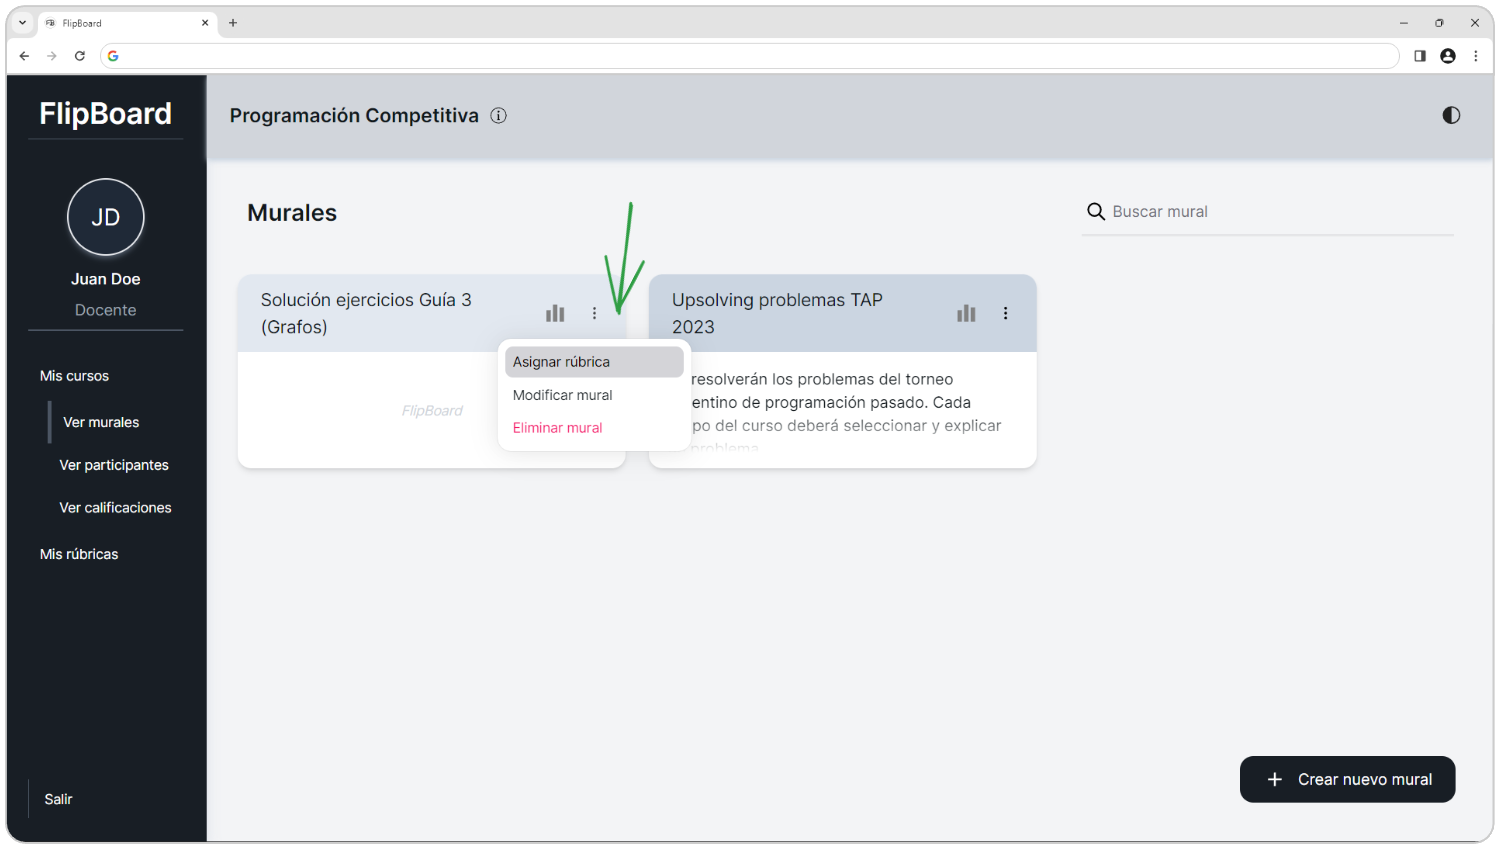 FlipBoard
FlipBoard
Programación Competitiva
JD
Juan Doe
Docente
Mis cursos
Ver murales
Ver participantes
Ver calificaciones
Mis rúbricas
Salir
Murales
Buscar mural
Solución ejercicios Guía 3
(Grafos)
FlipBoard
Asignar rúbrica
Modificar mural
Eliminar mural
Upsolving problemas TAP
2023
resolverán los problemas del torneo
entino de programación pasado. Cada
po del curso deberá seleccionar y explicar
problema
Crear nuevo mural